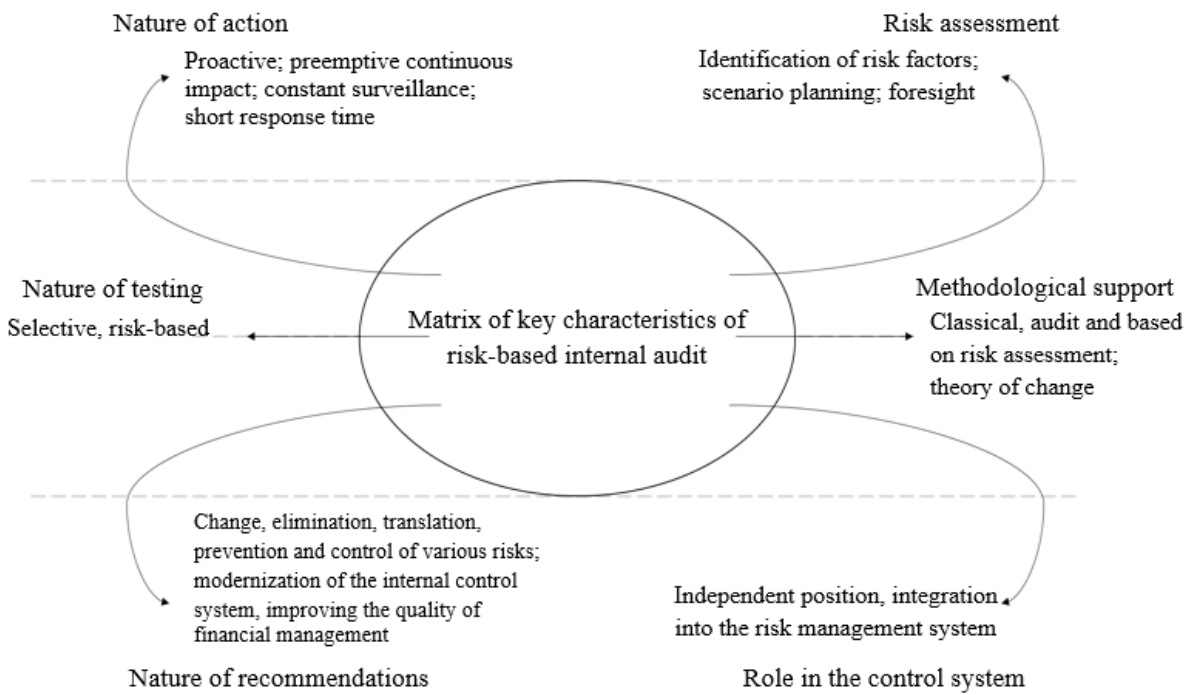 Nature of action
Proactive; preemptive continuous
impact; constant surveillance;
short response time
Risk assessment
Identification of risk factors;
scenario planning; foresight
Nature of testing
Selective, risk-based
Matrix of key characteristics of
risk-based internal audit
Methodological support
Classical, audit and based
on risk assessment;
theory of change
Change, elimination, translation,
prevention and control of various risks;
modernization of the internal control
system, improving the quality of
financial management
Nature of recommendations
Independent position, integration
into the risk management system
Role in the control system